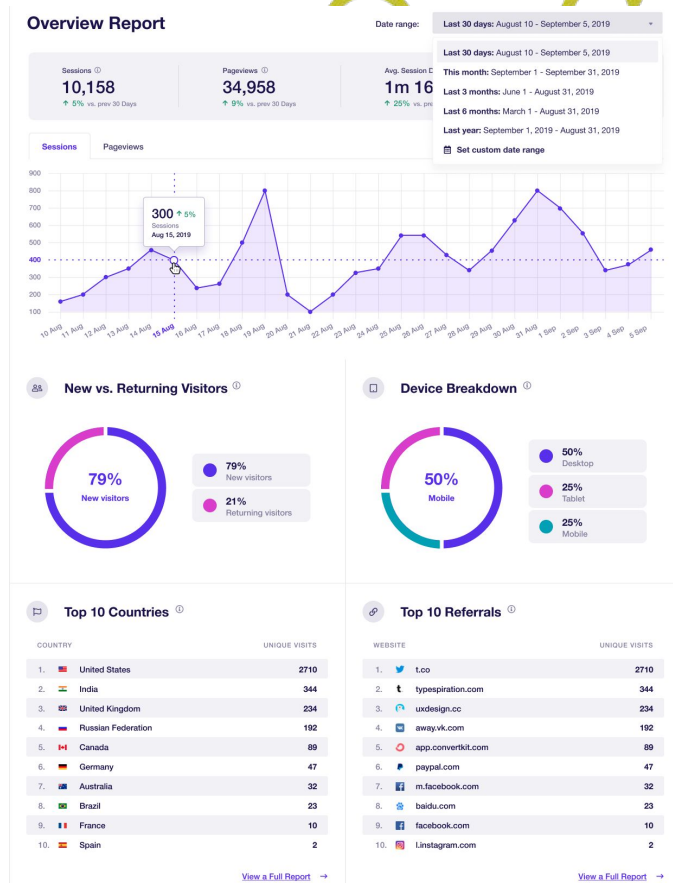 Overview Report
Date range:
Last 30 days: August 10 - September 5, 2019
Last 30 days: August 10 - September 5, 2019
This month: September 1 - September 31, 2019
Last 3 months: June 1 - August 31, 2019
Last 6 months: March 1 - August 31, 2019
Last year: September 1, 2019 - August 31, 2019
Set custom date range
Sessions
10,158
↑ 5% vs. prev 30 Days
Pageviews
34,958
↑ 9% vs. prev 30 Days
Avg. Session D
1m 16
↑ 25% vs. pre
Sessions
Pageviews
900
800
700
600
500
400
300
200
100
300 ↑ 5%
Sessions
Aug 15, 2019
10 Aug
11 Aug
12 Aug
13 Aug
14 Aug
15 Aug
16 Aug
17 Aug
18 Aug
19 Aug
20 Aug
21 Aug
22 Aug
23 Aug
24 Aug
25 Aug
26 Aug
27 Aug
28 Aug
29 Aug
30 Aug
31 Aug
1 Sep
2 Sep
3 Sep
4 Sep
5 Sep
New vs. Returning Visitors
79%
New visitors
79%
New visitors
21%
Returning visitors
Device Breakdown
50%
Mobile
50%
Desktop
25%
Tablet
25%
Mobile
Top 10 Countries
COUNTRY UNIQUE VISITS
1. United States 2710
2. India 344
3. United Kingdom 234
4. Russian Federation 192
5. Canada 89
6. Germany 47
7. Australia 32
8. Brazil 23
9. France 10
10. Spain 2
View a Full Report →
Top 10 Referrals
WEBSITE UNIQUE VISITS
1. t.co 2710
2. typespiration.com 344
3. uxdesign.cc 234
4. away.vk.com 192
5. app.convertkit.com 89
6. paypal.com 47
7. m.facebook.com 32
8. baidu.com 23
9. facebook.com 10
10. l.instagram.com 2
View a Full Report →